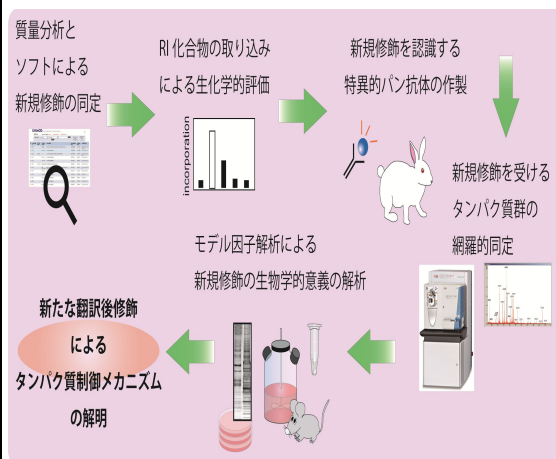 質量分析と
ソフトによる
新規修飾の同定
RI 化合物の取り込み
による生化学的評価
incorporation
新規修飾を認識する
特異的パン抗体の作製
新規修飾を受ける
タンパク質群の
網羅的同定
モデル因子解析による
新規修飾の生物学的意義の解析
新たな翻訳後修飾
による
タンパク質制御メカニズム
の解明